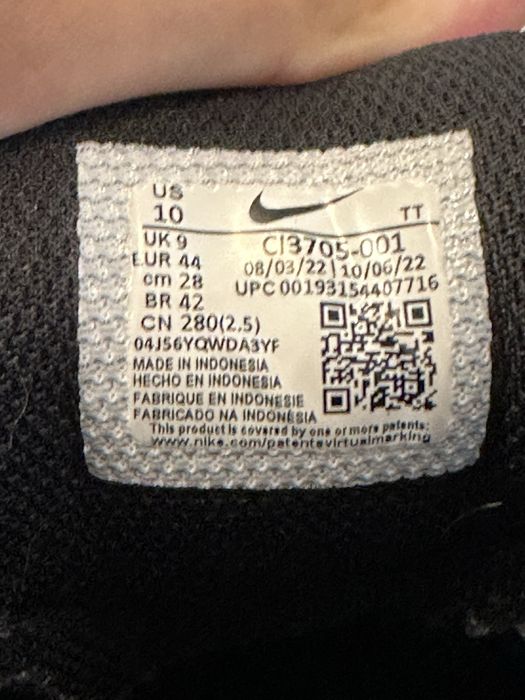 US
10
TT
UK 9
EUR 44
cm 28
BR 42
CN 280(2.5)
CI3705-001
08/03/22|10/06/22
UPC 00193154407716
04J56YQWDA3YF
MADE IN INDONESIA
HECHO EN INDONESIA
FABRIQUE EN INDONESIE
FABRICADO NA INDONÉSIA
This product is covered by one or more patents:
www.nike.com/patentsvirtualmarking